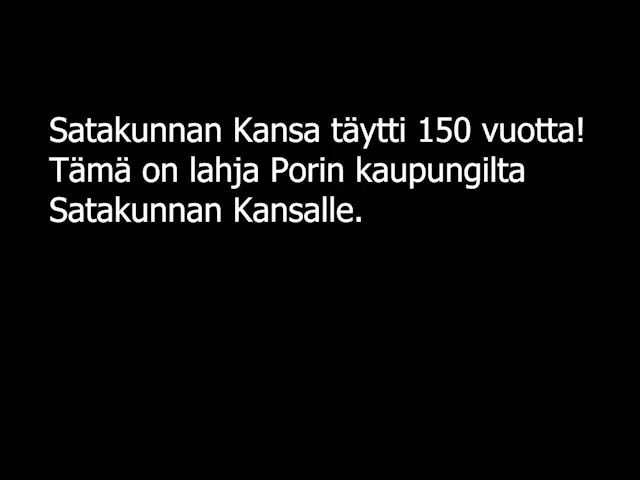 Satakunnan Kansa täytti 150 vuotta!
Tämä on lahja Porin kaupungilta
Satakunnan Kansalle.